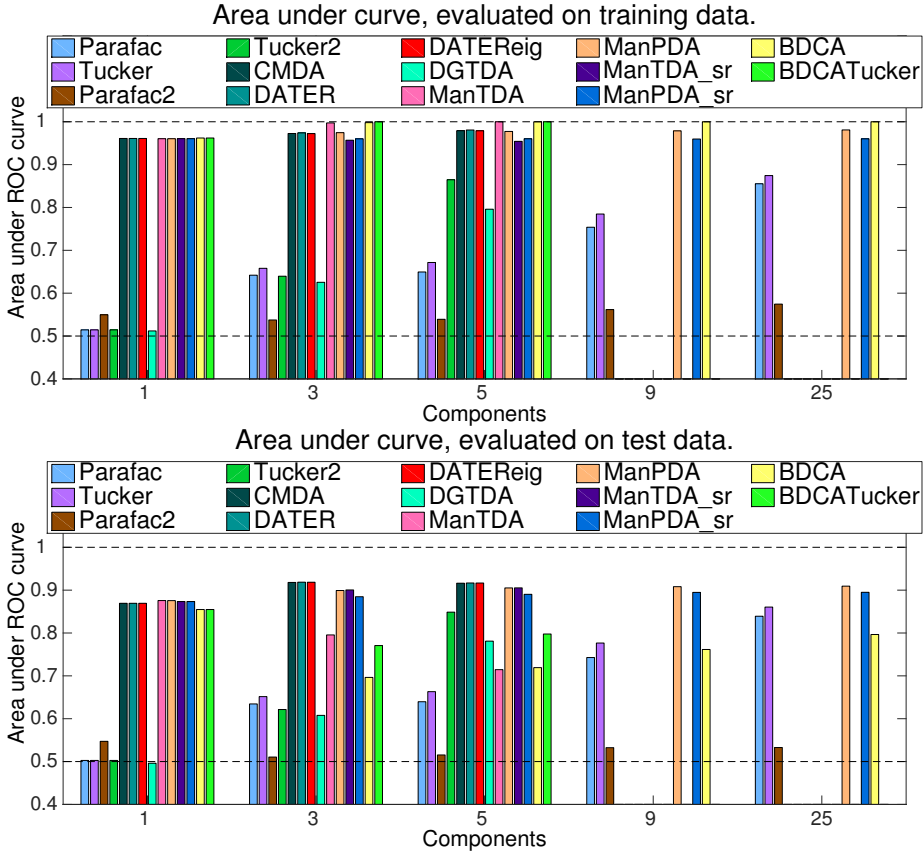 Area under curve, evaluated on training data.
Parafac Tucker2 DATEReig ManPDA BDCA
Tucker CMDA DGTDA ManTDA_sr BDCATucker
Parafac2 DATER ManTDA ManPDA_sr
1
0.9
0.8
0.7
0.6
0.5
0.4
Area under ROC curve
1 3 5 9 25
Components
Area under curve, evaluated on test data.
Parafac Tucker2 DATEReig ManPDA BDCA
Tucker CMDA DGTDA ManTDA_sr BDCATucker
Parafac2 DATER ManTDA ManPDA_sr
1
0.9
0.8
0.7
0.6
0.5
0.4
Area under ROC curve
1 3 5 9 25
Components